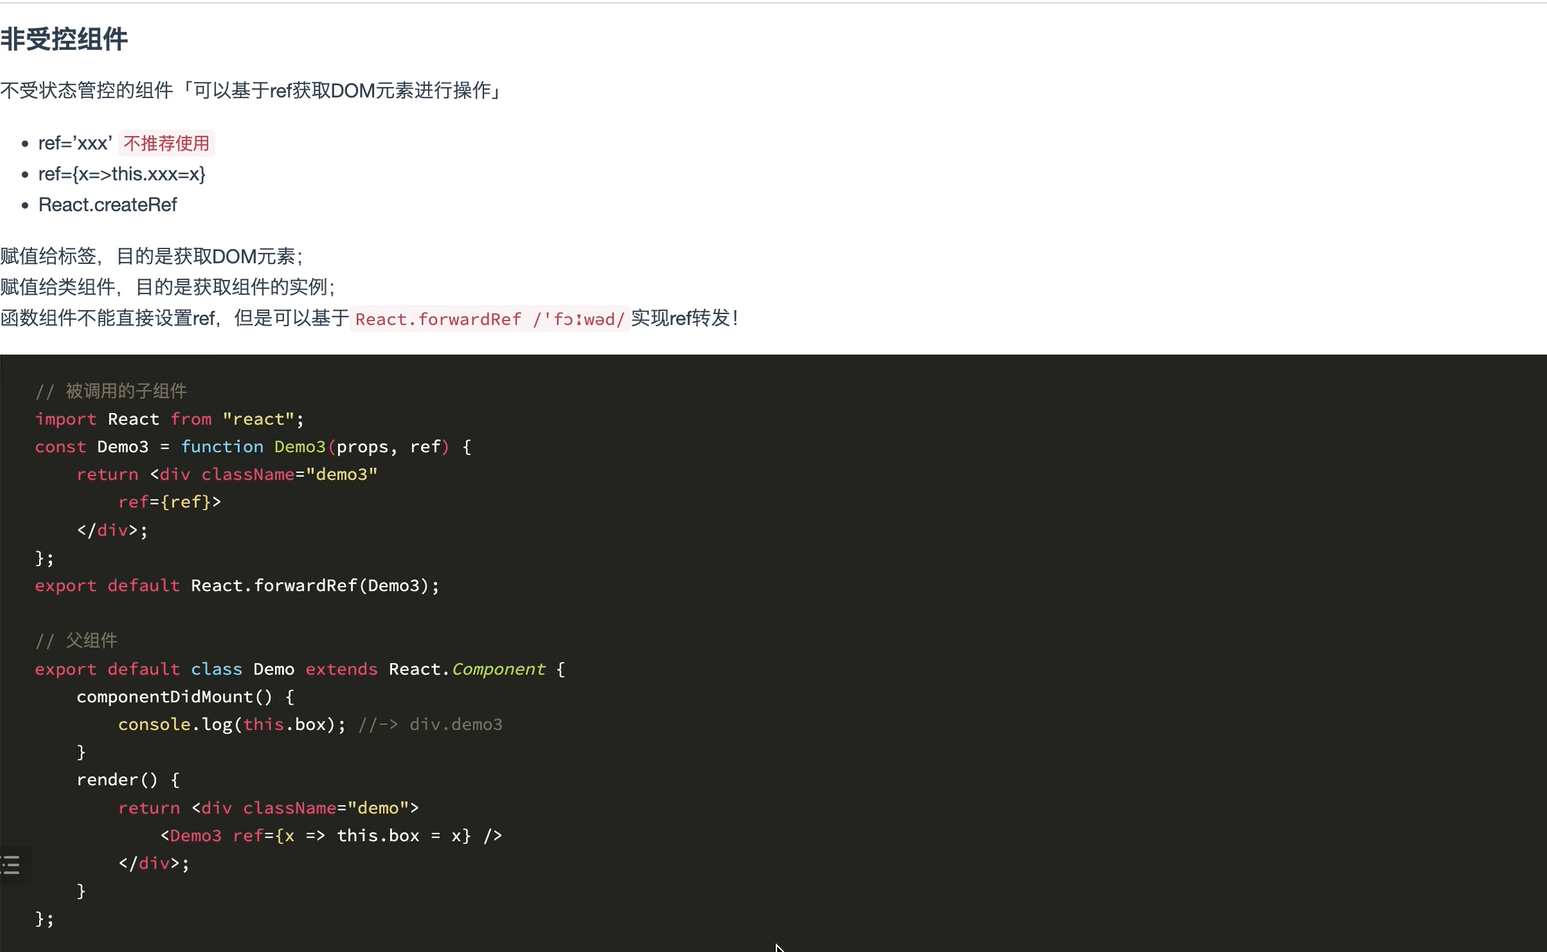 非受控组件
不受状态管控的组件「可以基于ref获取DOM元素进行操作」
• ref=’xxx’ 不推荐使用
• ref={x=>this.xxx=x}
• React.createRef
赋值给标签，目的是获取DOM元素；
赋值给类组件，目的是获取组件的实例；
函数组件不能直接设置ref，但是可以基于 React.forwardRef /ˈfɔːwəd/ 实现ref转发！
// 被调用的子组件
import React from "react";
const Demo3 = function Demo3(props, ref) {
    return <div className="demo3"
        ref={ref}>
    </div>;
};
export default React.forwardRef(Demo3);
// 父组件
export default class Demo extends React.Component {
    componentDidMount() {
        console.log(this.box); //-> div.demo3
    }
    render() {
        return <div className="demo">
            <Demo3 ref={x => this.box = x} />
        </div>;
    }
};